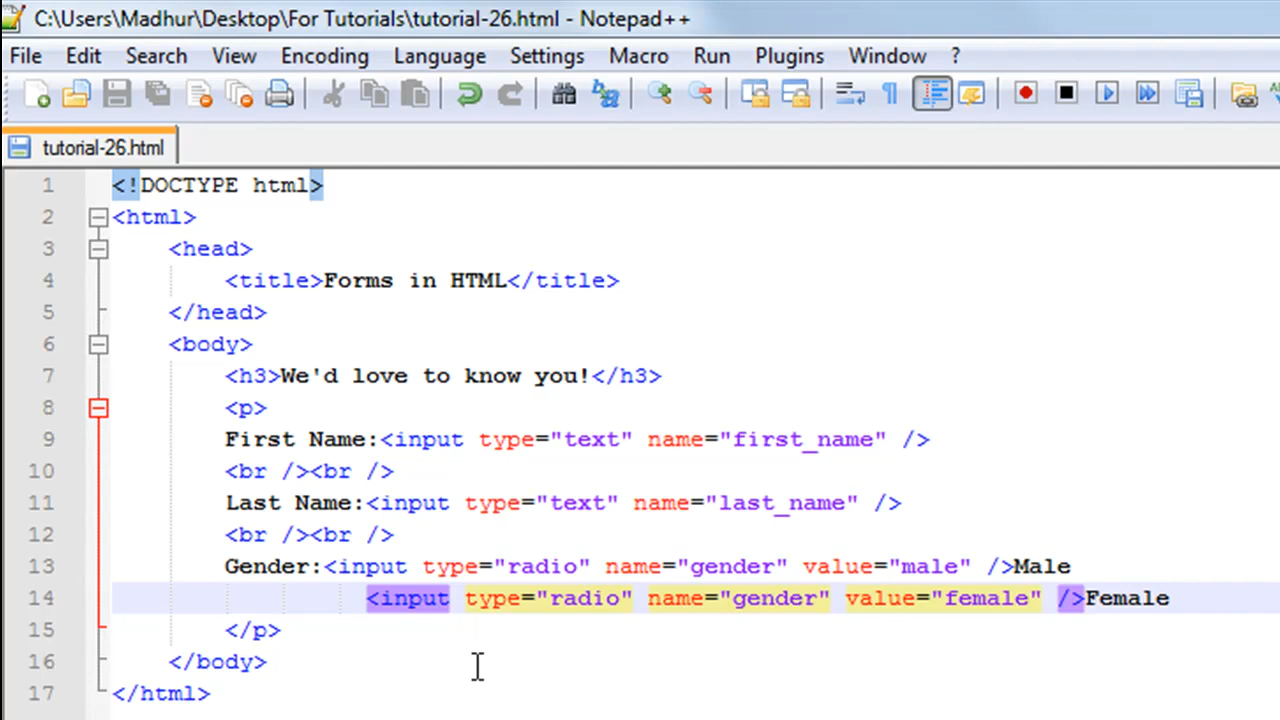 C:\Users\Madhur\Desktop\For Tutorials\tutorial-26.html - Notepad++
File Edit Search View Encoding Language Settings Macro Run Plugins Window ?
tutorial-26.html
1 <!DOCTYPE html>
2 <html>
3 <head>
4 <title>Forms in HTML</title>
5 </head>
6 <body>
7 <h3>We'd love to know you!</h3>
8 <p>
9 First Name:<input type="text" name="first_name" />
10 <br /><br />
11 Last Name:<input type="text" name="last_name" />
12 <br /><br />
13 Gender:<input type="radio" name="gender" value="male" />Male
14 <input type="radio" name="gender" value="female" />Female
15 </p>
16 </body>
17 </html>